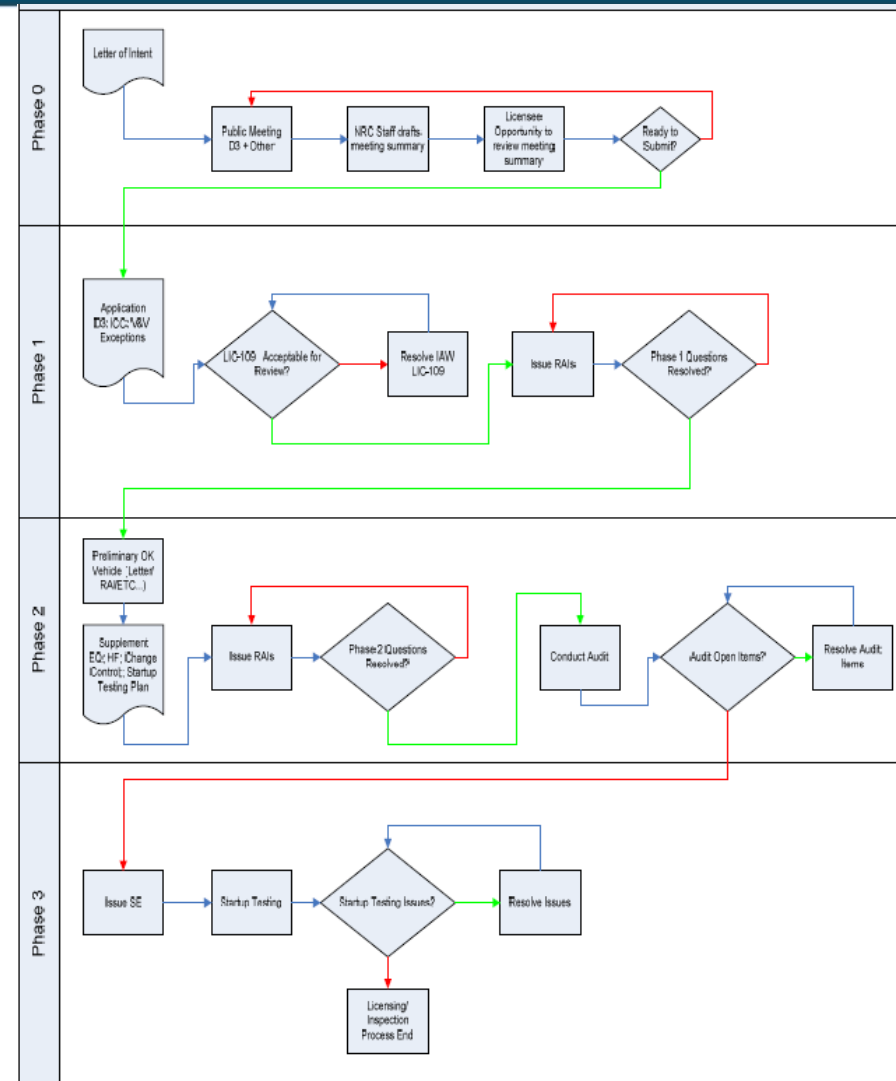 Phase 0
Letter of Intent
Public Meeting
D3 + Other
NRC Staff drafts
meeting summary
Licensee
Opportunity to
review meeting
summary
Ready to
Submit?
Phase 1
Application
D3; ICC; V&V
Exceptions
LIC-109 Acceptable for
Review?
Resolve IAW
LIC-109
Issue RAIs
Phase 1 Questions
Resolved?
Phase 2
Preliminary OK
Vehicle (Letter/
RAI/ETC...)
Supplement
EQ; HF; Change
Control; Startup
Testing Plan
Issue RAIs
Phase 2 Questions
Resolved?
Conduct Audit
Audit Open Items?
Resolve Audit
Items
Phase 3
Issue SE
Startup Testing
Startup Testing Issues?
Resolve Issues
Licensing/
Inspection
Process End